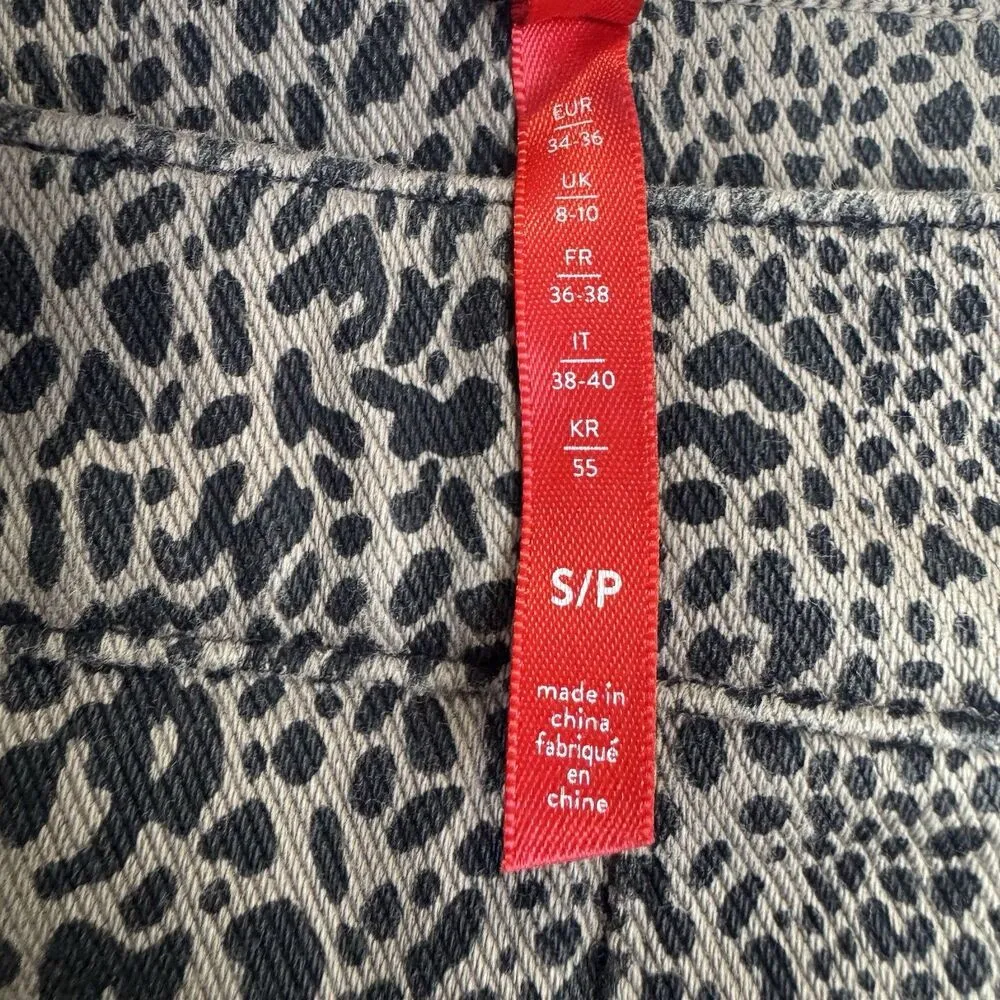 EUR
34-36
UK
8-10
FR
36-38
IT
38-40
KR
55
S/P
made in
china
fabriqué
en
chine